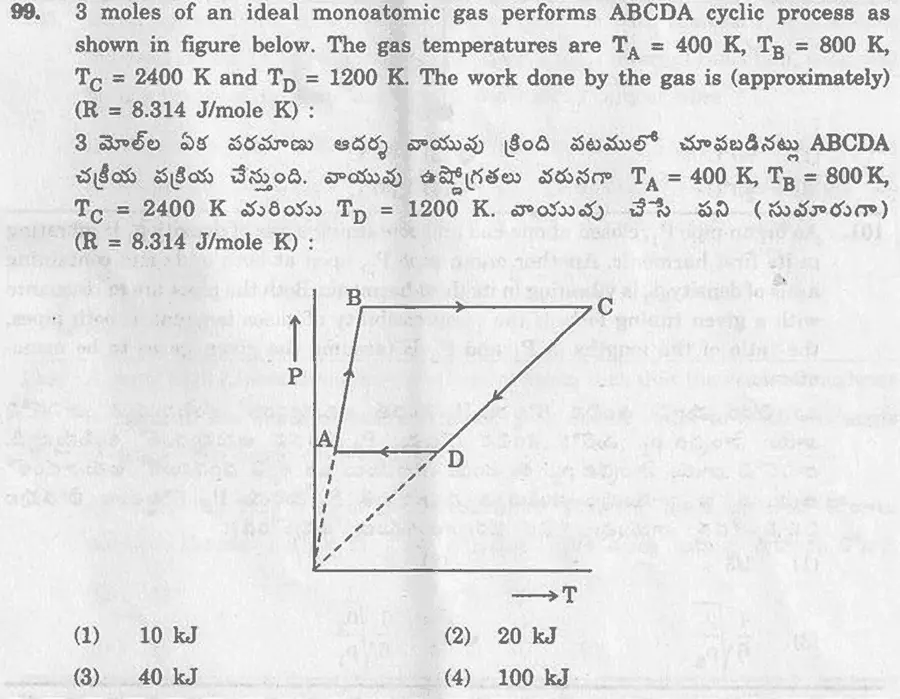 99. 3 moles of an ideal monoatomic gas performs ABCDA cyclic process as
shown in figure below. The gas temperatures are T_A = 400 K, T_B = 800 K,
T_C = 2400 K and T_D = 1200 K. The work done by the gas is (approximately)
(R = 8.314 J/mole K) :
3 మోల్‌ల ఏక పరమాణు ఆదర్శ వాయువు క్రింది పటములో చూపబడినట్లు ABCDA
చక్రీయ పక్రియ చేస్తుంది. వాయువు ఉష్ణోగ్రతలు వరుసగా T_A = 400 K, T_B = 800 K,
T_C = 2400 K మరియు T_D = 1200 K. వాయువు చేసే పని (సుమారుగా)
(R = 8.314 J/mole K) :
B
C
P
A
D
T
(1) 10 kJ (2) 20 kJ
(3) 40 kJ (4) 100 kJ